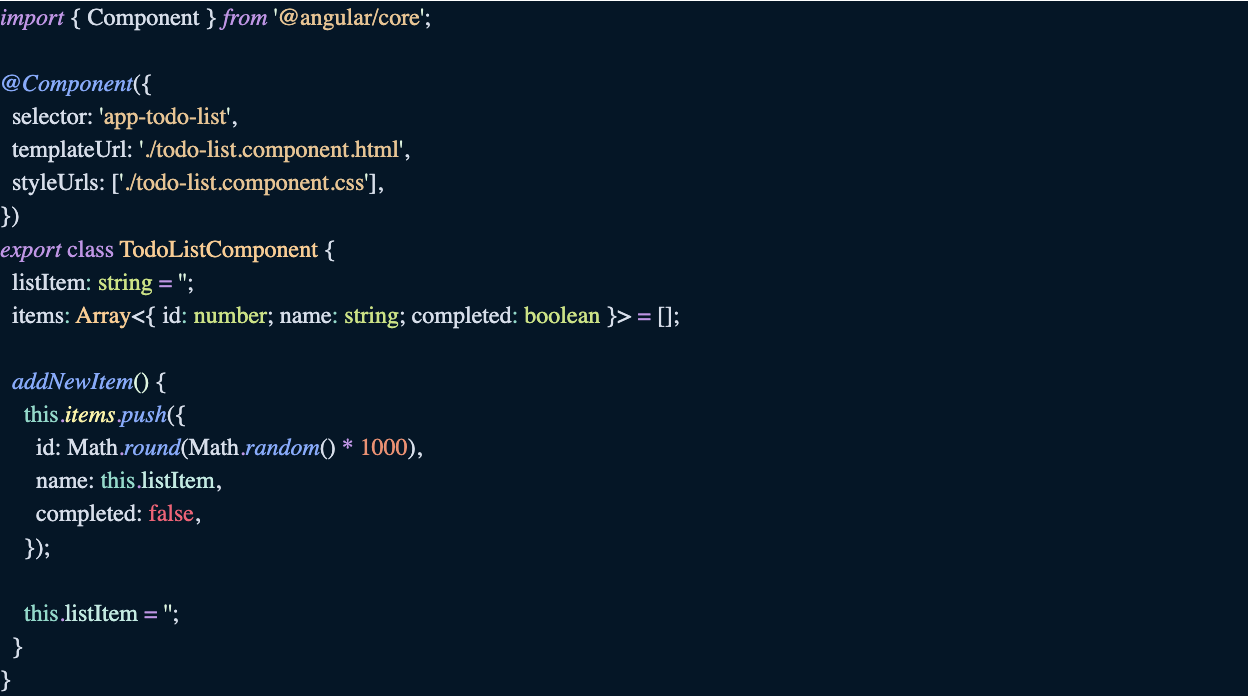 import { Component } from '@angular/core';
@Component({
selector: 'app-todo-list',
templateUrl: './todo-list.component.html',
styleUrls: ['./todo-list.component.css'],
})
export class TodoListComponent {
listItem: string = '';
items: Array<{ id: number; name: string; completed: boolean }> = [];
addNewItem() {
this.items.push({
id: Math.round(Math.random() * 1000),
name: this.listItem,
completed: false,
});
this.listItem = '';
}
}